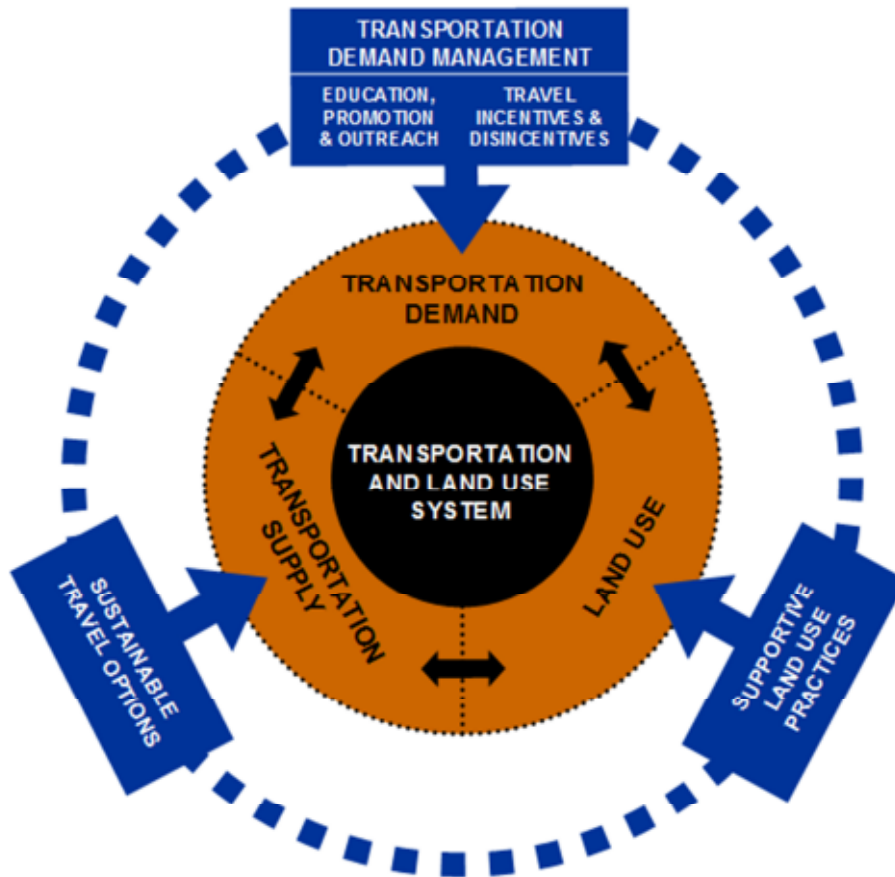 TRANSPORTATION
DEMAND MANAGEMENT
EDUCATION,
PROMOTION
& OUTREACH
TRAVEL
INCENTIVES &
DISINCENTIVES
TRANSPORTATION
DEMAND
TRANSPORTATION
AND LAND USE
SYSTEM
TRANSPORTATION
SUPPLY
LAND USE
SUSTAINABLE
TRAVEL OPTIONS
SUPPORTIVE
LAND USE
PRACTICES